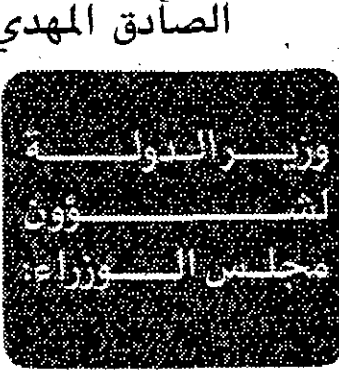 الصادق المهدي
وزير الدولة
لشؤون
مجلس الوزراء: